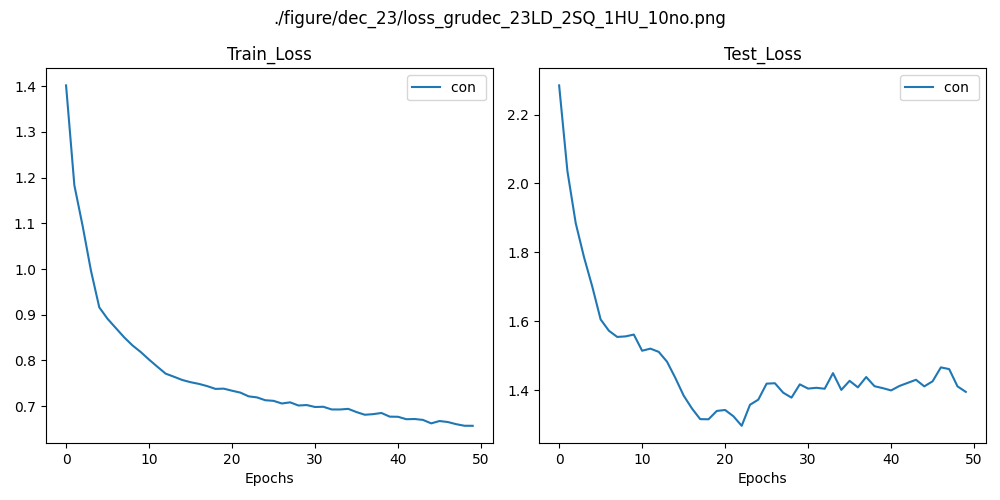 ./figure/dec_23/loss_grudec_23LD_2SQ_1HU_10no.png
Train_Loss
con
1.4
1.3
1.2
1.1
1.0
0.9
0.8
0.7
0 10 20 30 40 50
Epochs
Test_Loss
con
2.2
2.0
1.8
1.6
1.4
0 10 20 30 40 50
Epochs